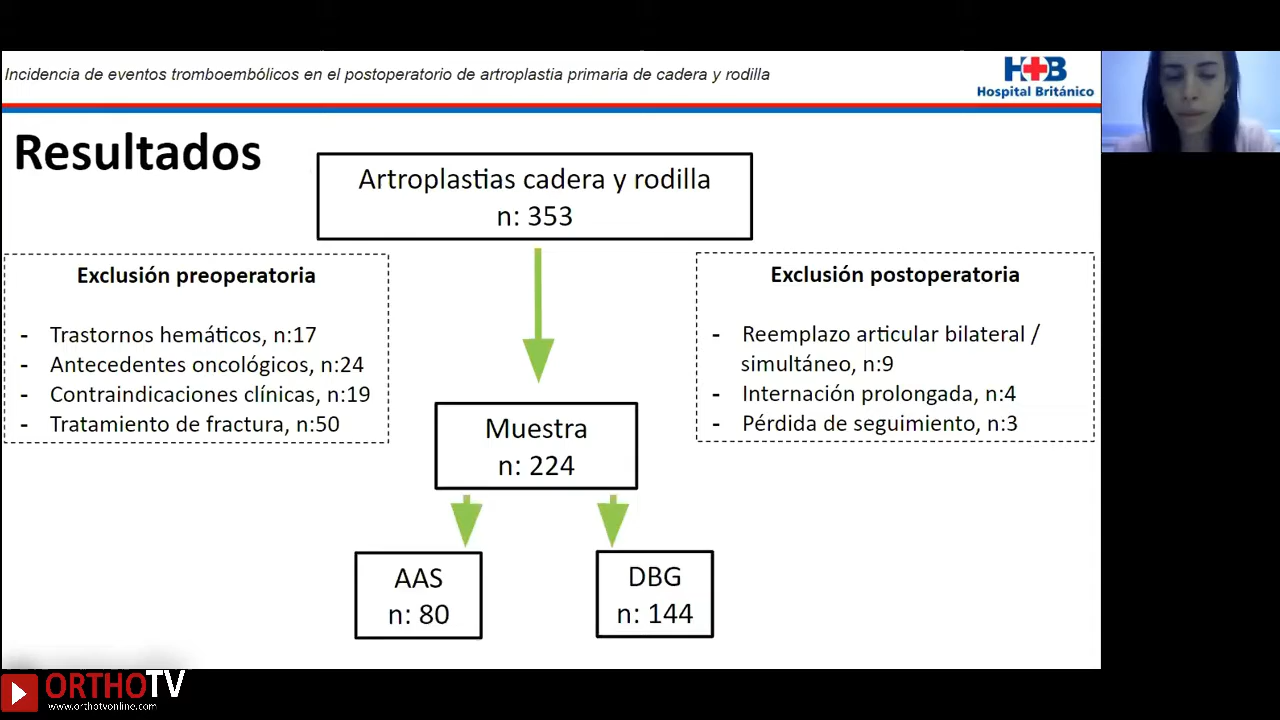 Incidencia de eventos tromboembólicos en el postoperatorio de artroplastia primaria de cadera y rodilla
H+B
Hospital Británico
Resultados
Artroplastias cadera y rodilla
n: 353
Exclusión preoperatoria
- Trastornos hemáticos, n:17
- Antecedentes oncológicos, n:24
- Contraindicaciones clínicas, n:19
- Tratamiento de fractura, n:50
Exclusión postoperatoria
- Reemplazo articular bilateral /
simultáneo, n:9
- Internación prolongada, n:4
- Pérdida de seguimiento, n:3
Muestra
n: 224
AAS
n: 80
DBG
n: 144
ORTHOTV
www.orthotvonline.com